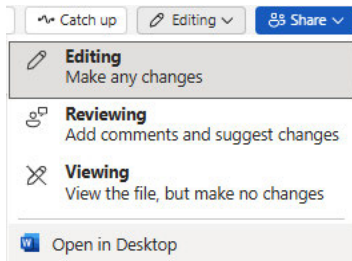 Catch up Editing Share
Editing
Make any changes
Reviewing
Add comments and suggest changes
Viewing
View the file, but make no changes
Open in Desktop